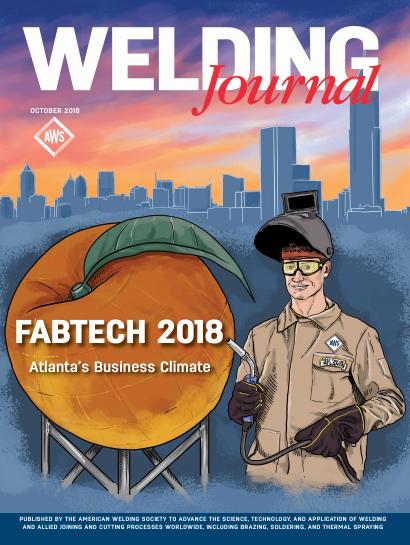 WELDING
Journal
OCTOBER 2018
AWS
FABTECH 2018
Atlanta's Business Climate
AWS
PUBLISHED BY THE AMERICAN WELDING SOCIETY TO ADVANCE THE SCIENCE, TECHNOLOGY, AND APPLICATION OF WELDING
AND ALLIED JOINING AND CUTTING PROCESSES WORLDWIDE, INCLUDING BRAZING, SOLDERING, AND THERMAL SPRAYING